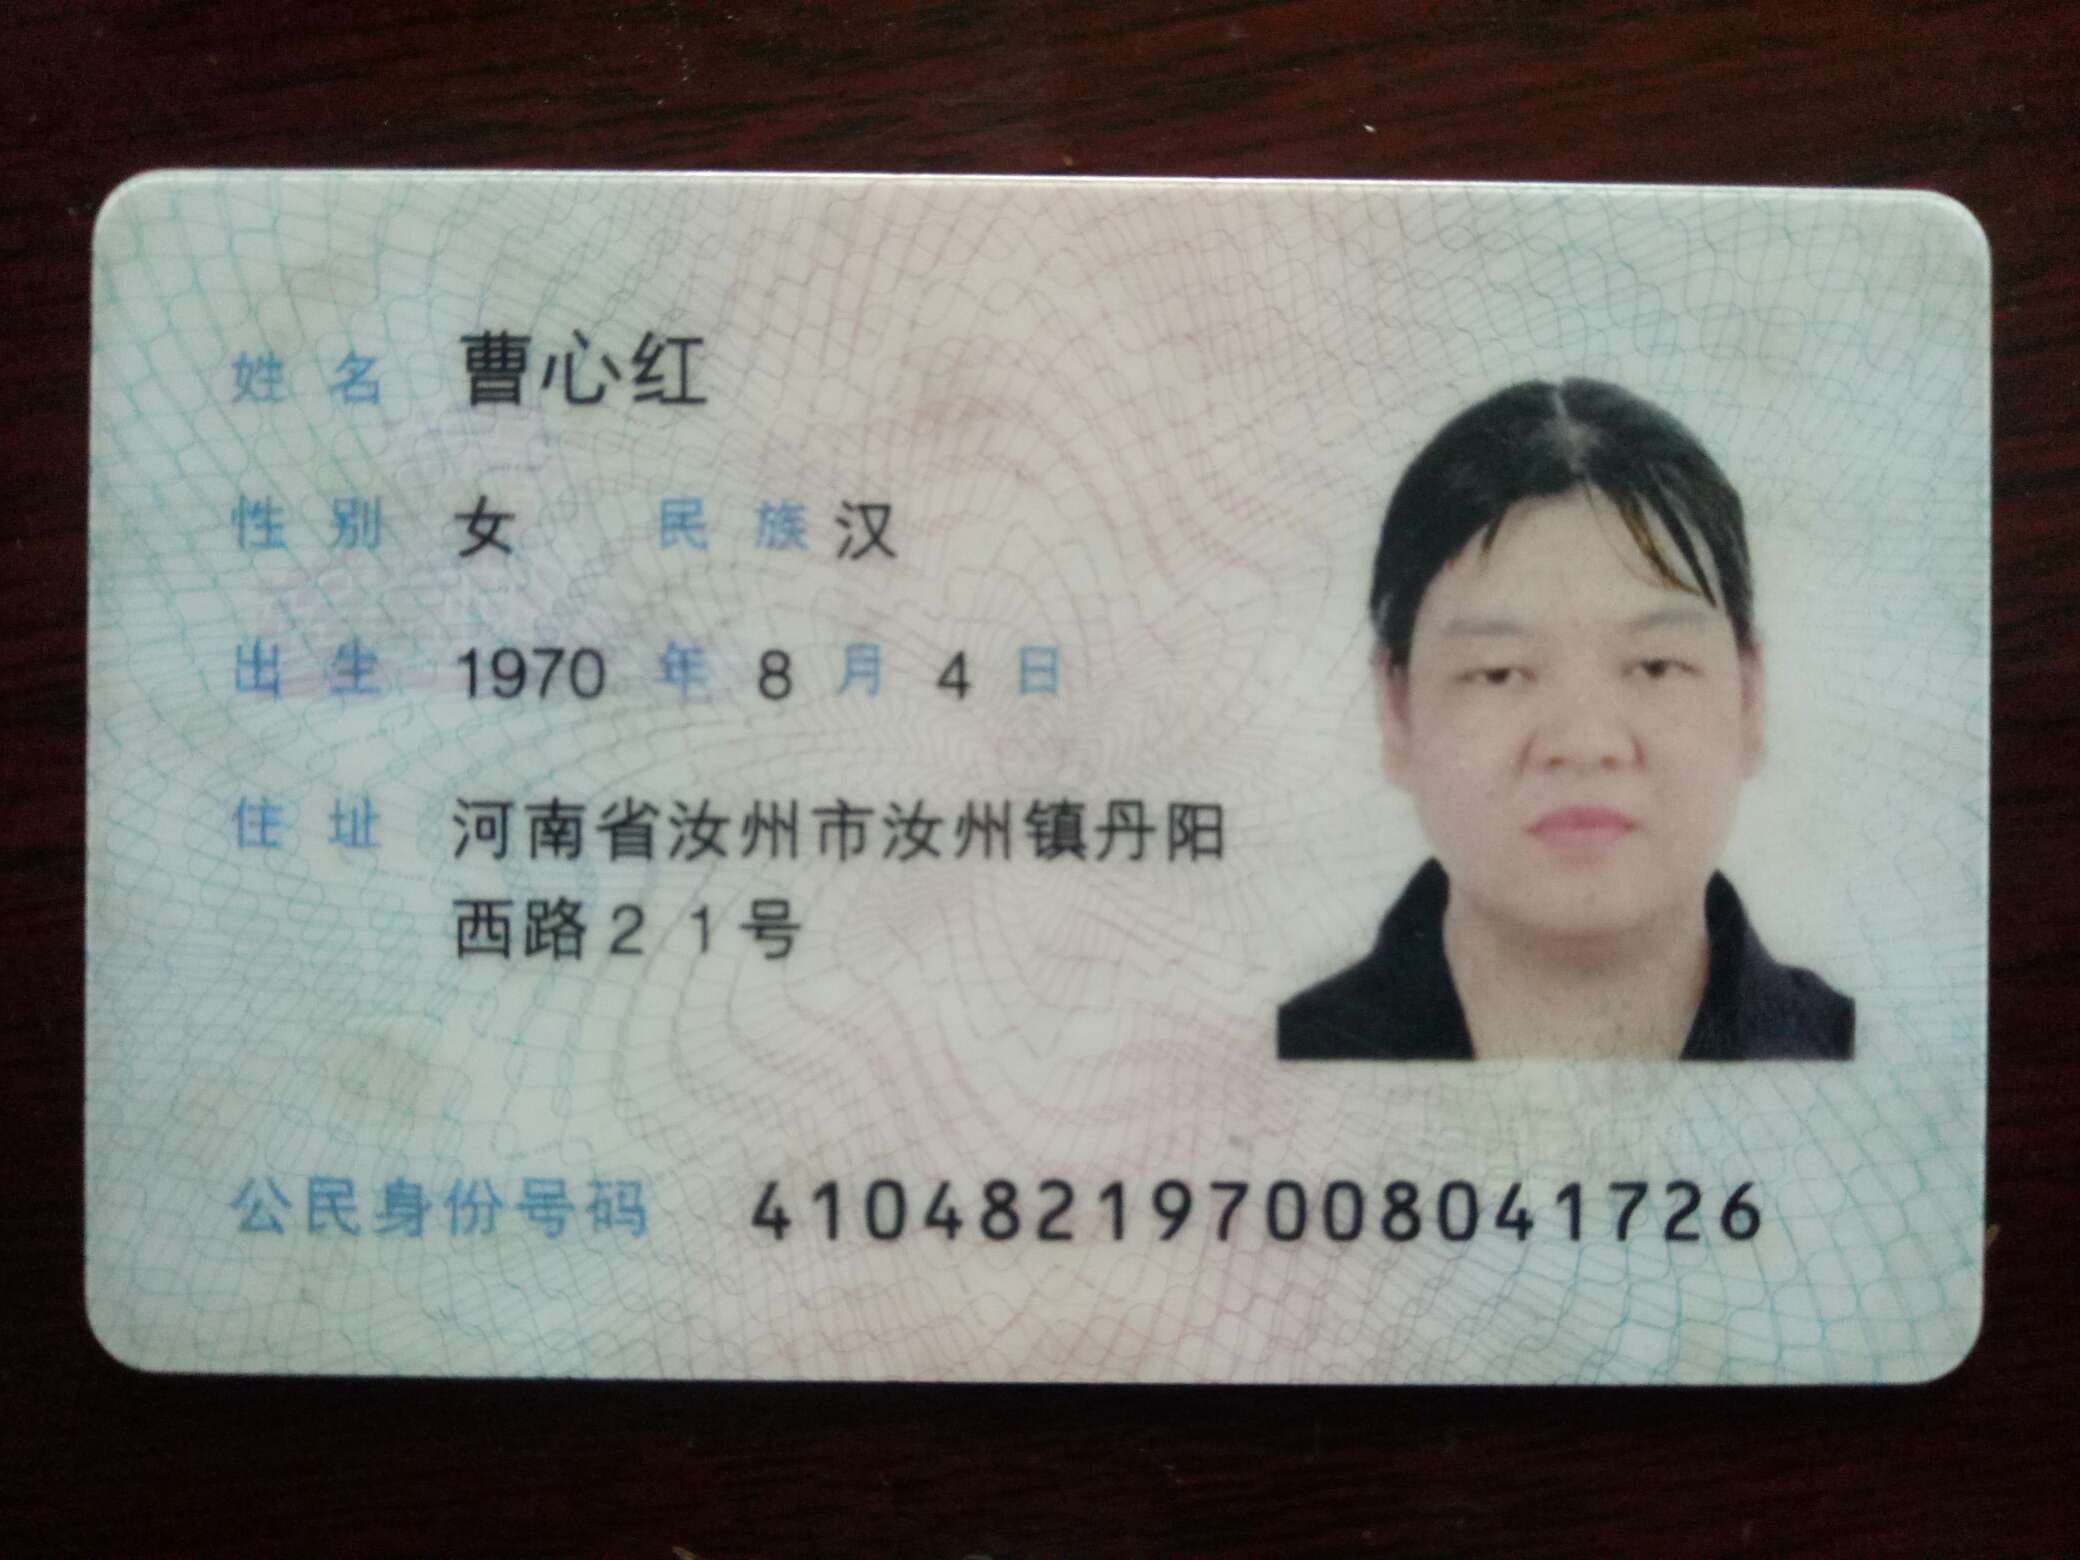 姓名 曹心红
性别 女 民族 汉
出生 1970 年 8 月 4 日
住址 河南省汝州市汝州镇丹阳
西路21号
公民身份号码 410482197008041726